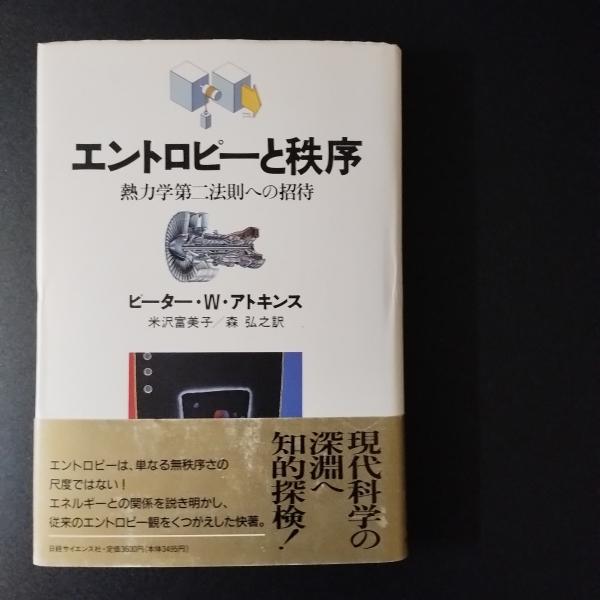 エントロピーと秩序
熱力学第二法則への招待
ピーター・W・アトキンス
米沢富美子／森 弘之訳
現代科学の
深淵へ
知的探検！
エントロピーは、単なる無秩序さの
尺度ではない！
エネルギーとの関係を説き明かし、
従来のエントロピー観をくつがえした快著。
日経サイエンス社・定価3600円（本体3495円）